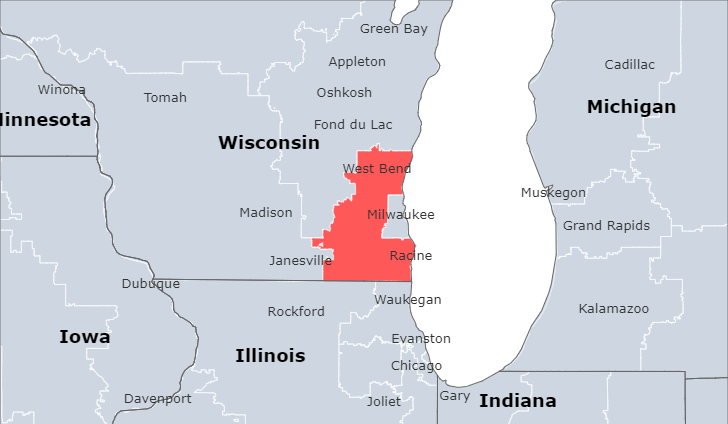 Green Bay
Appleton
Cadillac
Winona
Oshkosh
Tomah
Michigan
innesota
Fond du Lac
Wisconsin
West Bend
Muskegon
Madison
Milwaukee
Grand Rapids
Janesville
Racine
Dubuque
Waukegan
Rockford
Kalamazoo
Iowa
Evanston
Illinois
Chicago
Davenport
Joliet
Gary
Indiana